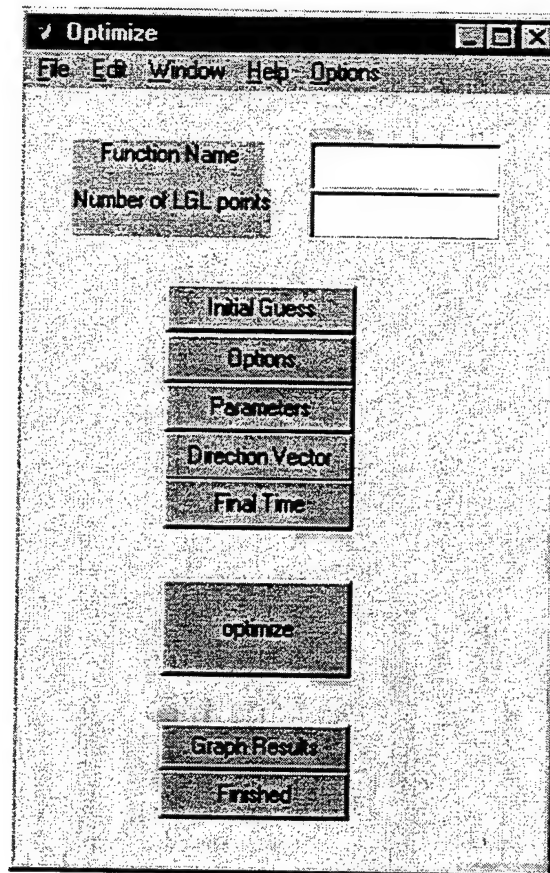 Optimize
File Edit Window Help Options
Function Name
Number of LGL points
Initial Guess
Options
Parameters
Direction Vector
Final Time
optimize
Graph Results
Finished